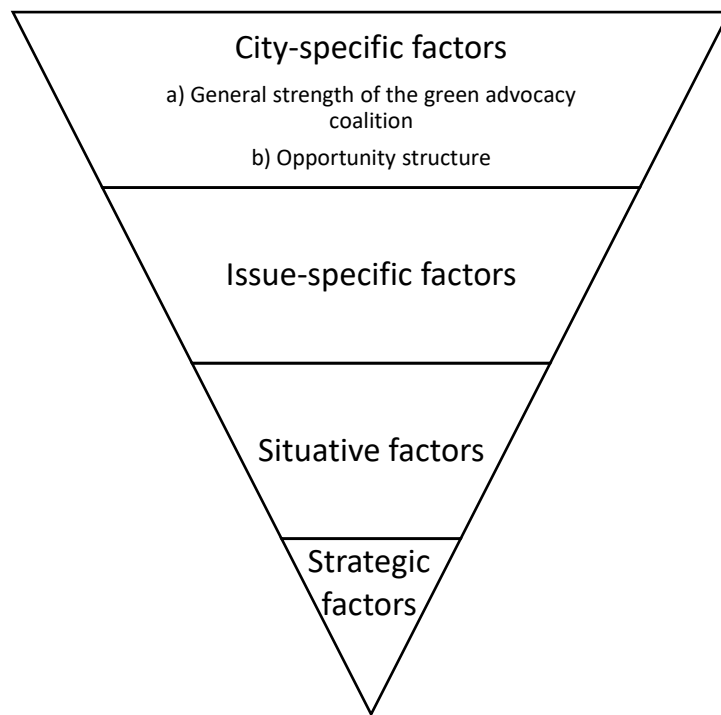 City-specific factors
a) General strength of the green advocacy
coalition
b) Opportunity structure
Issue-specific factors
Situative factors
Strategic
factors